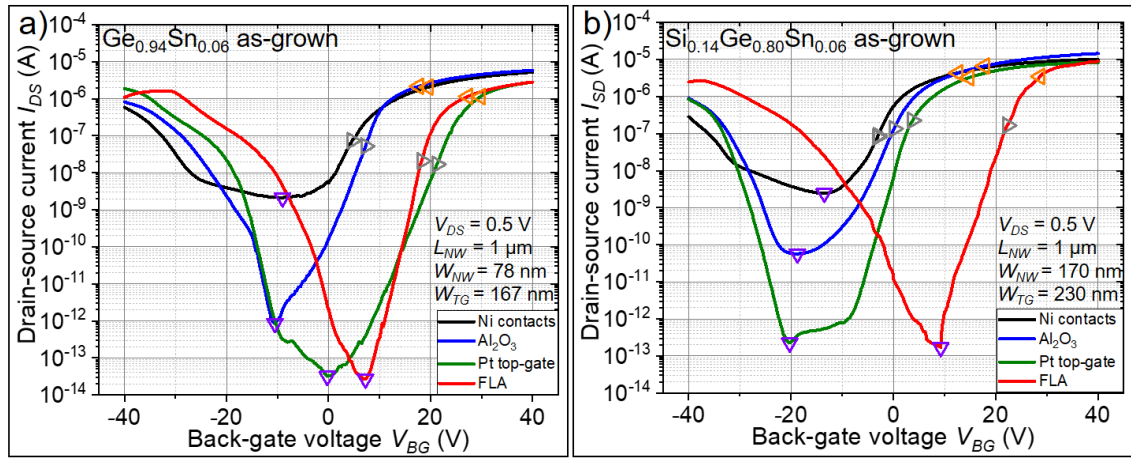 a)
Ge0.94Sn0.06 as-grown
Drain-source current IDS (A)
10-3
10-4
10-5
10-6
10-7
10-8
10-9
10-10
10-11
10-12
10-13
10-14
VDS = 0.5 V
LNW = 1 µm
WNW = 78 nm
WTG = 167 nm
Ni contacts
Al2O3
Pt top-gate
FLA
-40 -20 0 20 40
Back-gate voltage VBG (V)
b)
Si0.14Ge0.80Sn0.06 as-grown
Drain-source current ISD (A)
10-3
10-4
10-5
10-6
10-7
10-8
10-9
10-10
10-11
10-12
10-13
10-14
VDS = 0.5 V
LNW = 1 µm
WNW = 170 nm
WTG = 230 nm
Ni contacts
Al2O3
Pt top-gate
FLA
-40 -20 0 20 40
Back-gate voltage VBG (V)